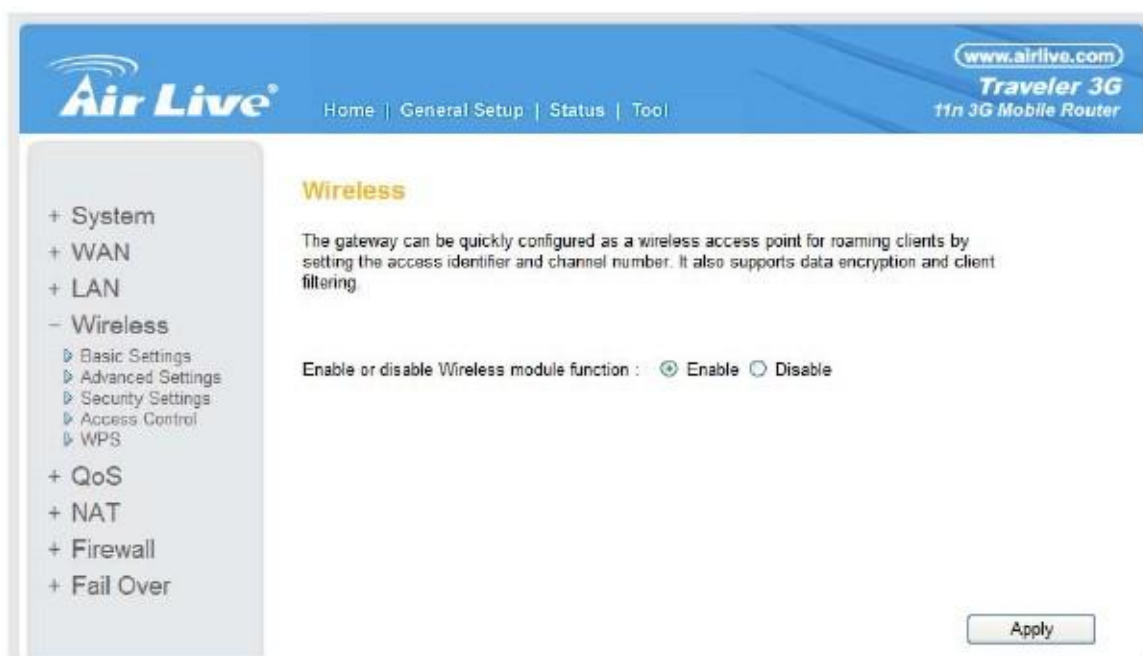 Air Live®
www.airlive.com
Traveler 3G
11n 3G Mobile Router
Home | General Setup | Status | Tool
+ System
+ WAN
+ LAN
- Wireless
Basic Settings
Advanced Settings
Security Settings
Access Control
WPS
+ QoS
+ NAT
+ Firewall
+ Fail Over
Wireless
The gateway can be quickly configured as a wireless access point for roaming clients by
setting the access identifier and channel number. It also supports data encryption and client
filtering.
Enable or disable Wireless module function : Enable Disable
Apply